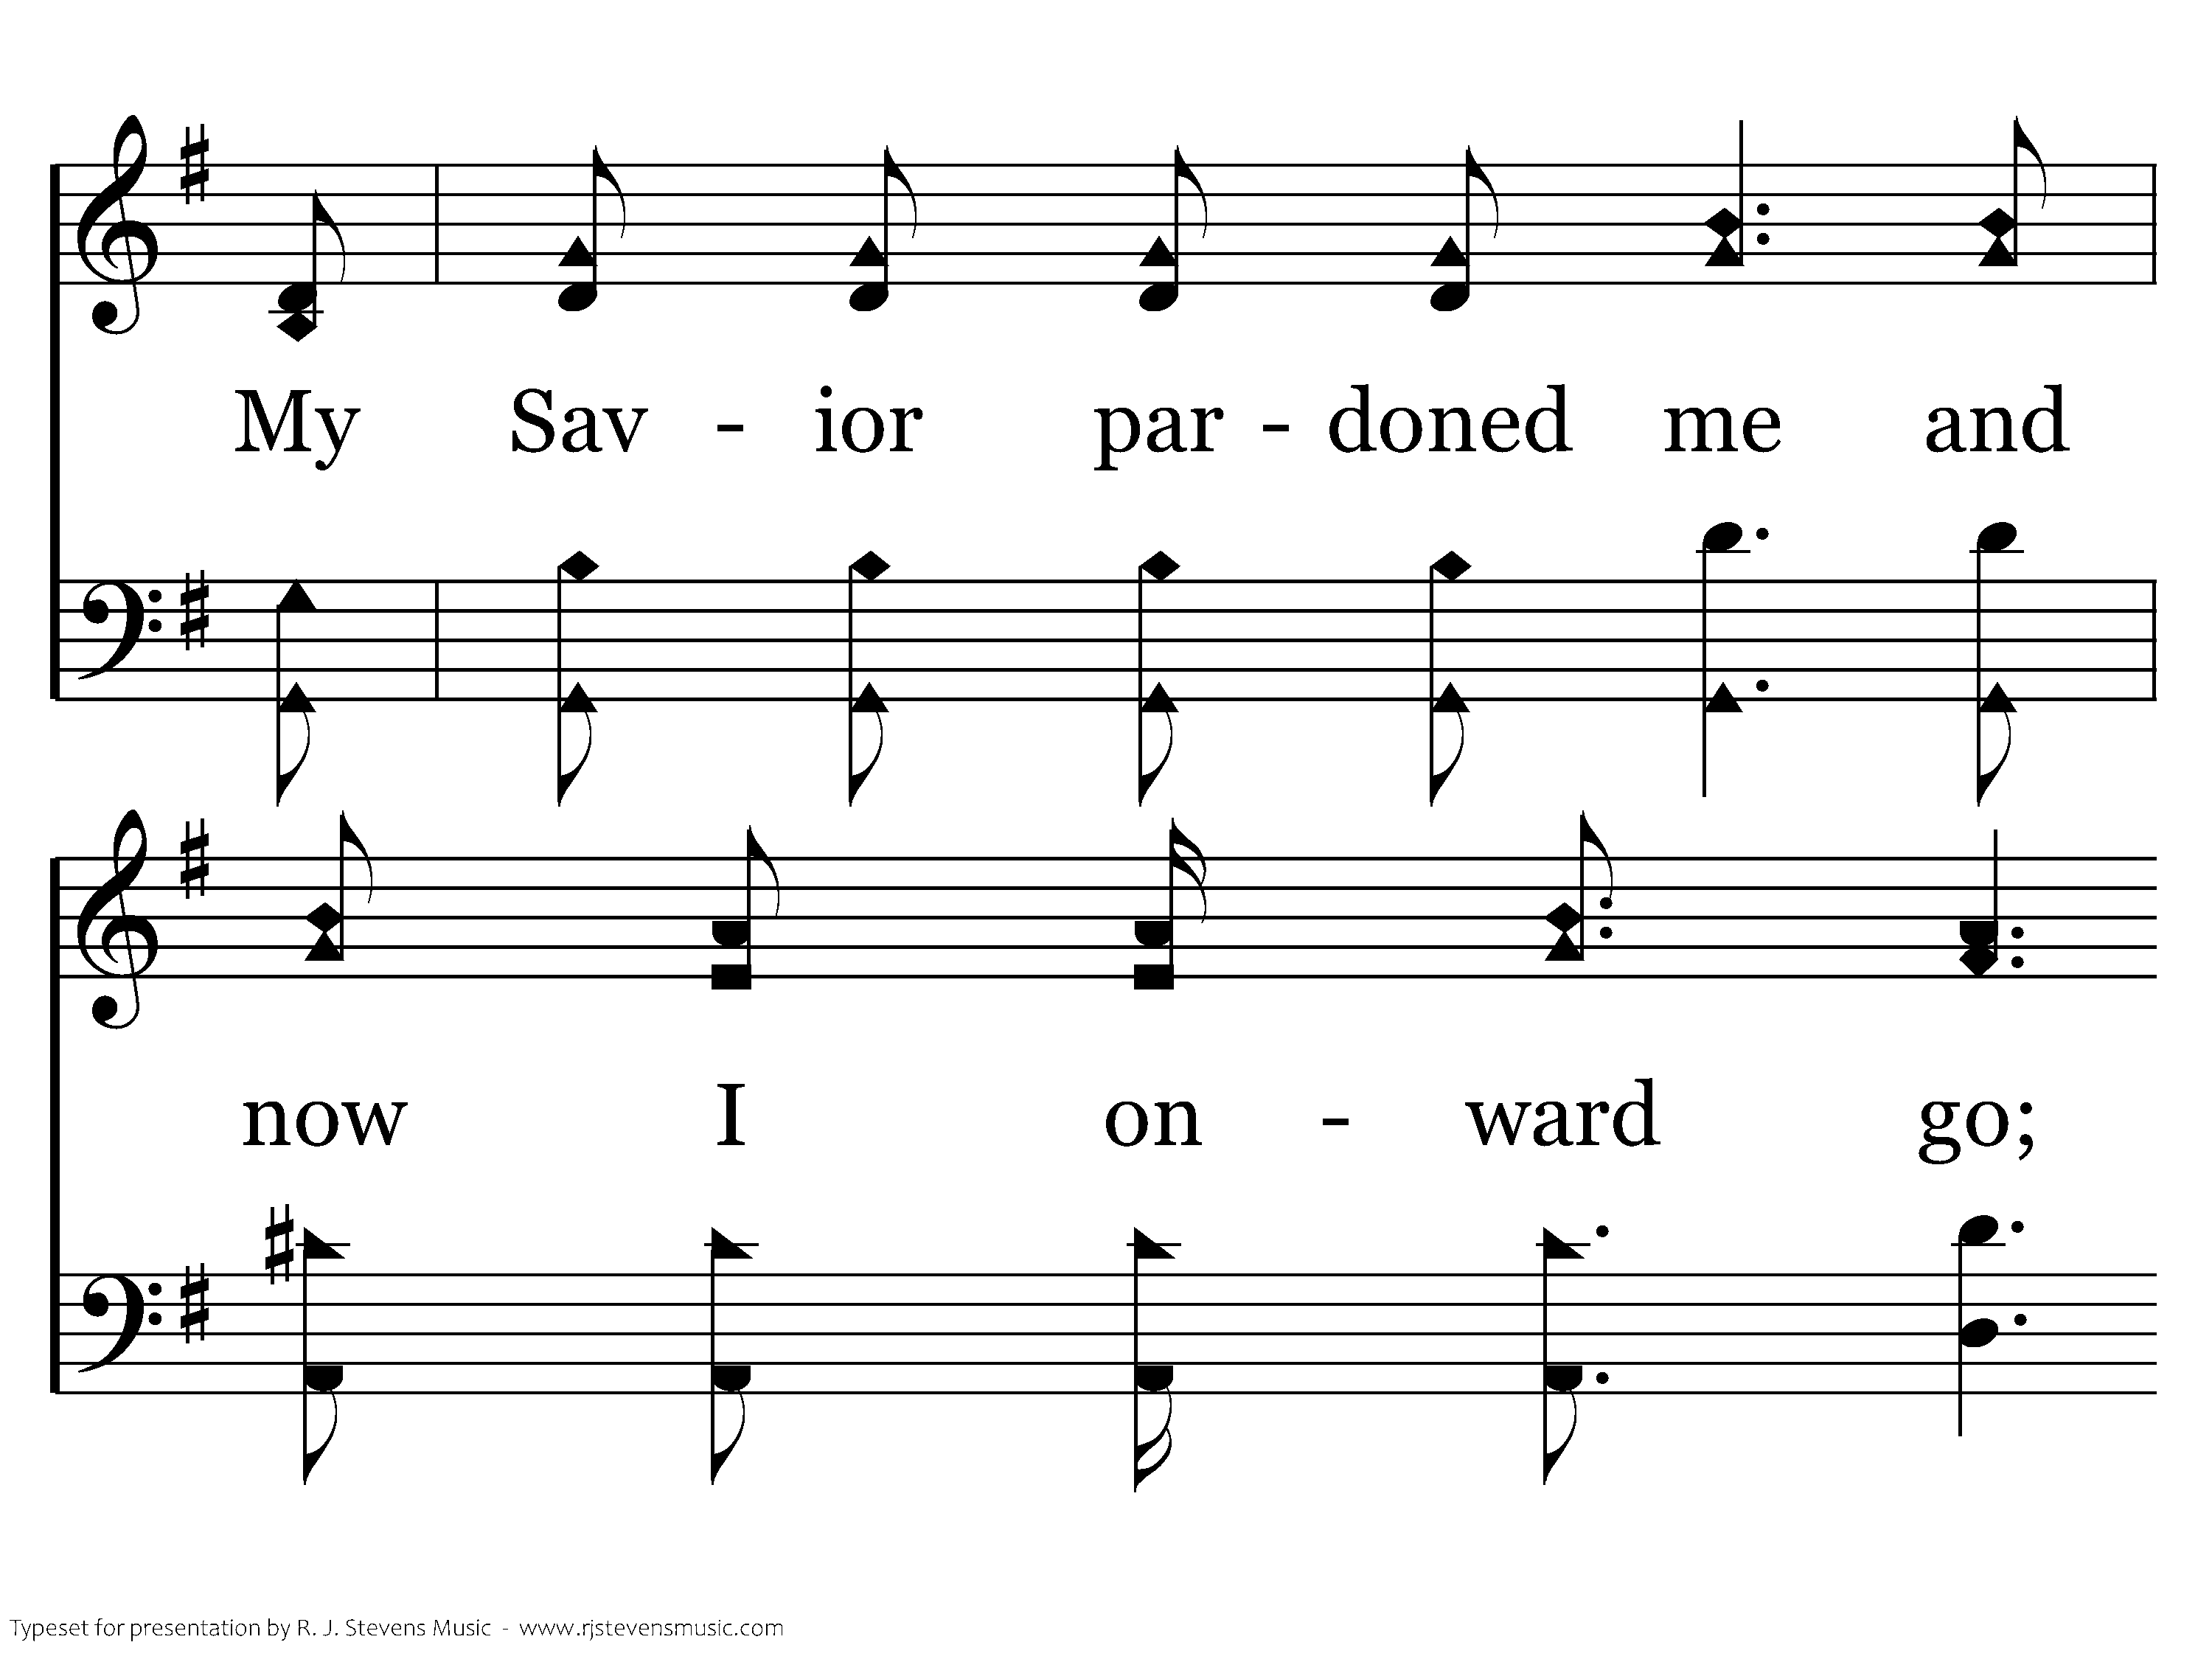 My Sav - ior par - doned me and
now I on - ward go;
Typeset for presentation by R. J. Stevens Music - www.rjstevensmusic.com